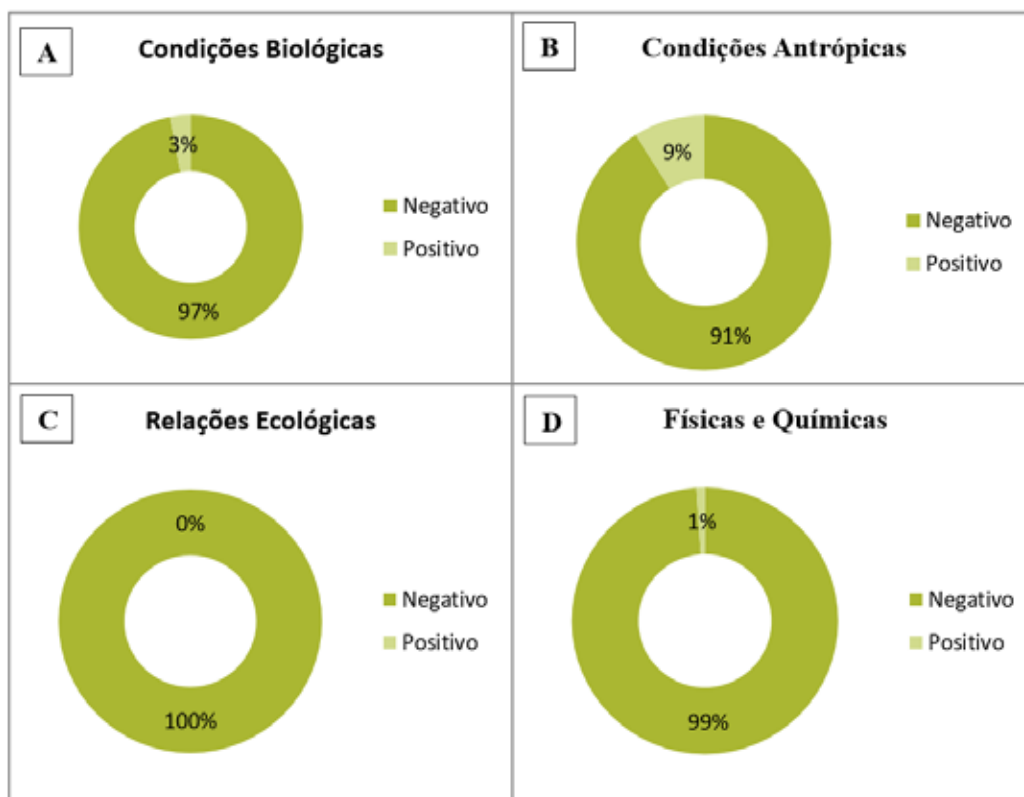 A
Condições Biológicas
3%
97%
Negativo
Positivo
B
Condições Antrópicas
9%
91%
Negativo
Positivo
C
Relações Ecológicas
0%
100%
Negativo
Positivo
D
Físicas e Químicas
1%
99%
Negativo
Positivo